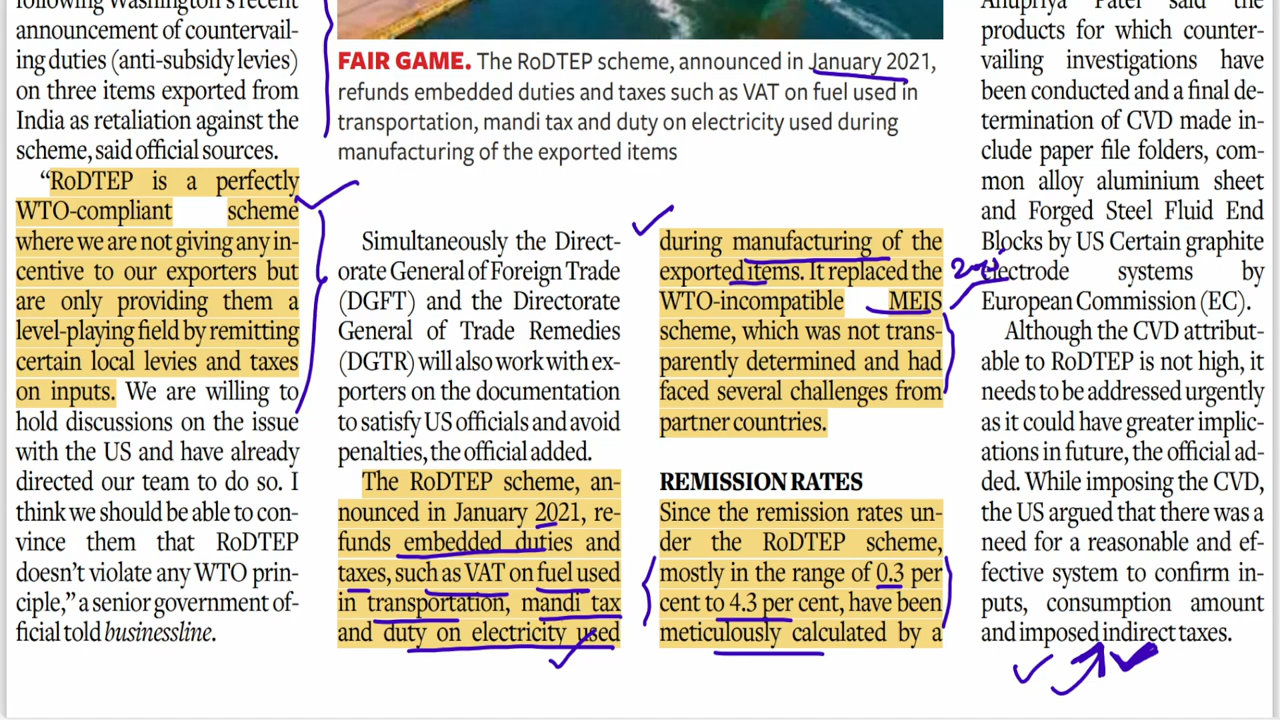 following Washington's recent
announcement of countervail-
ing duties (anti-subsidy levies)
on three items exported from
India as retaliation against the
scheme, said official sources.
“RoDTEP is a perfectly
WTO-compliant scheme
where we are not giving any in-
centive to our exporters but
are only providing them a
level-playing field by remitting
certain local levies and taxes
on inputs. We are willing to
hold discussions on the issue
with the US and have already
directed our team to do so. I
think we should be able to con-
vince them that RoDTEP
doesn't violate any WTO prin-
ciple,” a senior government of-
ficial told businessline.
FAIR GAME. The RoDTEP scheme, announced in January 2021,
refunds embedded duties and taxes such as VAT on fuel used in
transportation, mandi tax and duty on electricity used during
manufacturing of the exported items
Simultaneously the Direct-
orate General of Foreign Trade
(DGFT) and the Directorate
General of Trade Remedies
(DGTR) will also work with ex-
porters on the documentation
to satisfy US officials and avoid
penalties, the official added.
The RoDTEP scheme, an-
nounced in January 2021, re-
funds embedded duties and
taxes, such as VAT on fuel used
in transportation, mandi tax
and duty on electricity used
during manufacturing of the
exported items. It replaced the
WTO-incompatible MEIS
scheme, which was not trans-
parently determined and had
faced several challenges from
partner countries.
REMISSION RATES
Since the remission rates un-
der the RoDTEP scheme,
mostly in the range of 0.3 per
cent to 4.3 per cent, have been
meticulously calculated by a
Anupriya Patel said the
products for which counter-
vailing investigations have
been conducted and a final de-
termination of CVD made in-
clude paper file folders, com-
mon alloy aluminium sheet
and Forged Steel Fluid End
Blocks by US Certain graphite
electrode systems by
European Commission (EC).
Although the CVD attribut-
able to RoDTEP is not high, it
needs to be addressed urgently
as it could have greater implic-
ations in future, the official ad-
ded. While imposing the CVD,
the US argued that there was a
need for a reasonable and ef-
fective system to confirm in-
puts, consumption amount
and imposed indirect taxes.